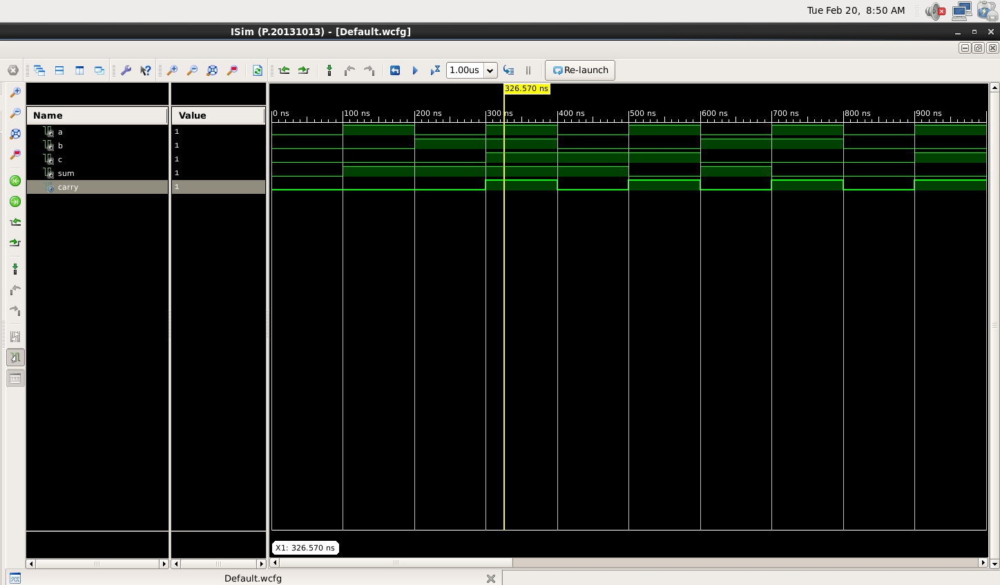 Tue Feb 20, 8:50 AM
ISim (P.20131013) - [Default.wcfg]
1.00us
Re-launch
326.570 ns
Name
Value
0 ns
100 ns
200 ns
300 ns
400 ns
500 ns
600 ns
700 ns
800 ns
900 ns
a 1
b 1
c 1
sum 1
carry 1
X1: 326.570 ns
Default.wcfg